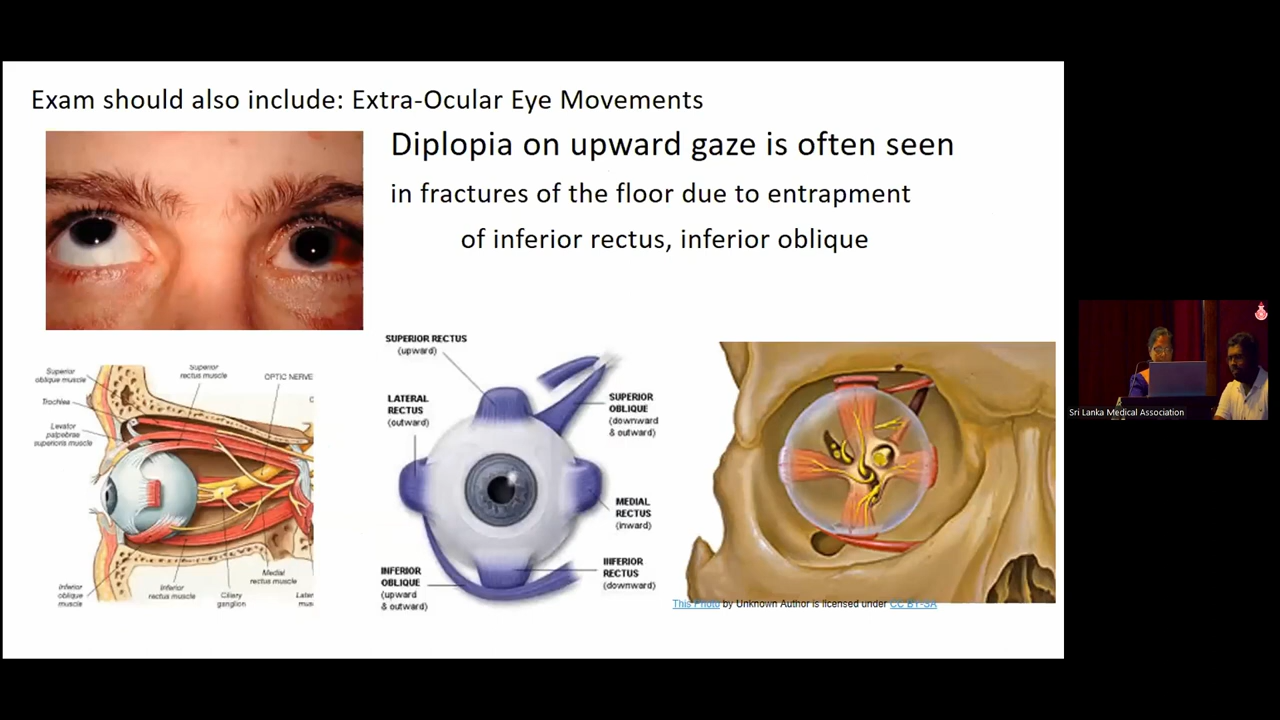 Exam should also include: Extra-Ocular Eye Movements
Diplopia on upward gaze is often seen
in fractures of the floor due to entrapment
of inferior rectus, inferior oblique
Superior
oblique muscle
Trochlea
Levator
palpebrae
superioris muscle
Superior
rectus muscle
OPTIC NERVE
Inferior
oblique
muscle
Inferior
rectus muscle
Ciliary
ganglion
Medial
rectus muscle
Later
mus
SUPERIOR RECTUS
(upward)
LATERAL
RECTUS
(outward)
SUPERIOR
OBLIQUE
(downward
& outward)
MEDIAL
RECTUS
(inward)
INFERIOR
OBLIQUE
(upward
& outward)
INFERIOR
RECTUS
(downward)
This Photo by Unknown Author is licensed under CC BY-SA
Sri Lanka Medical Association